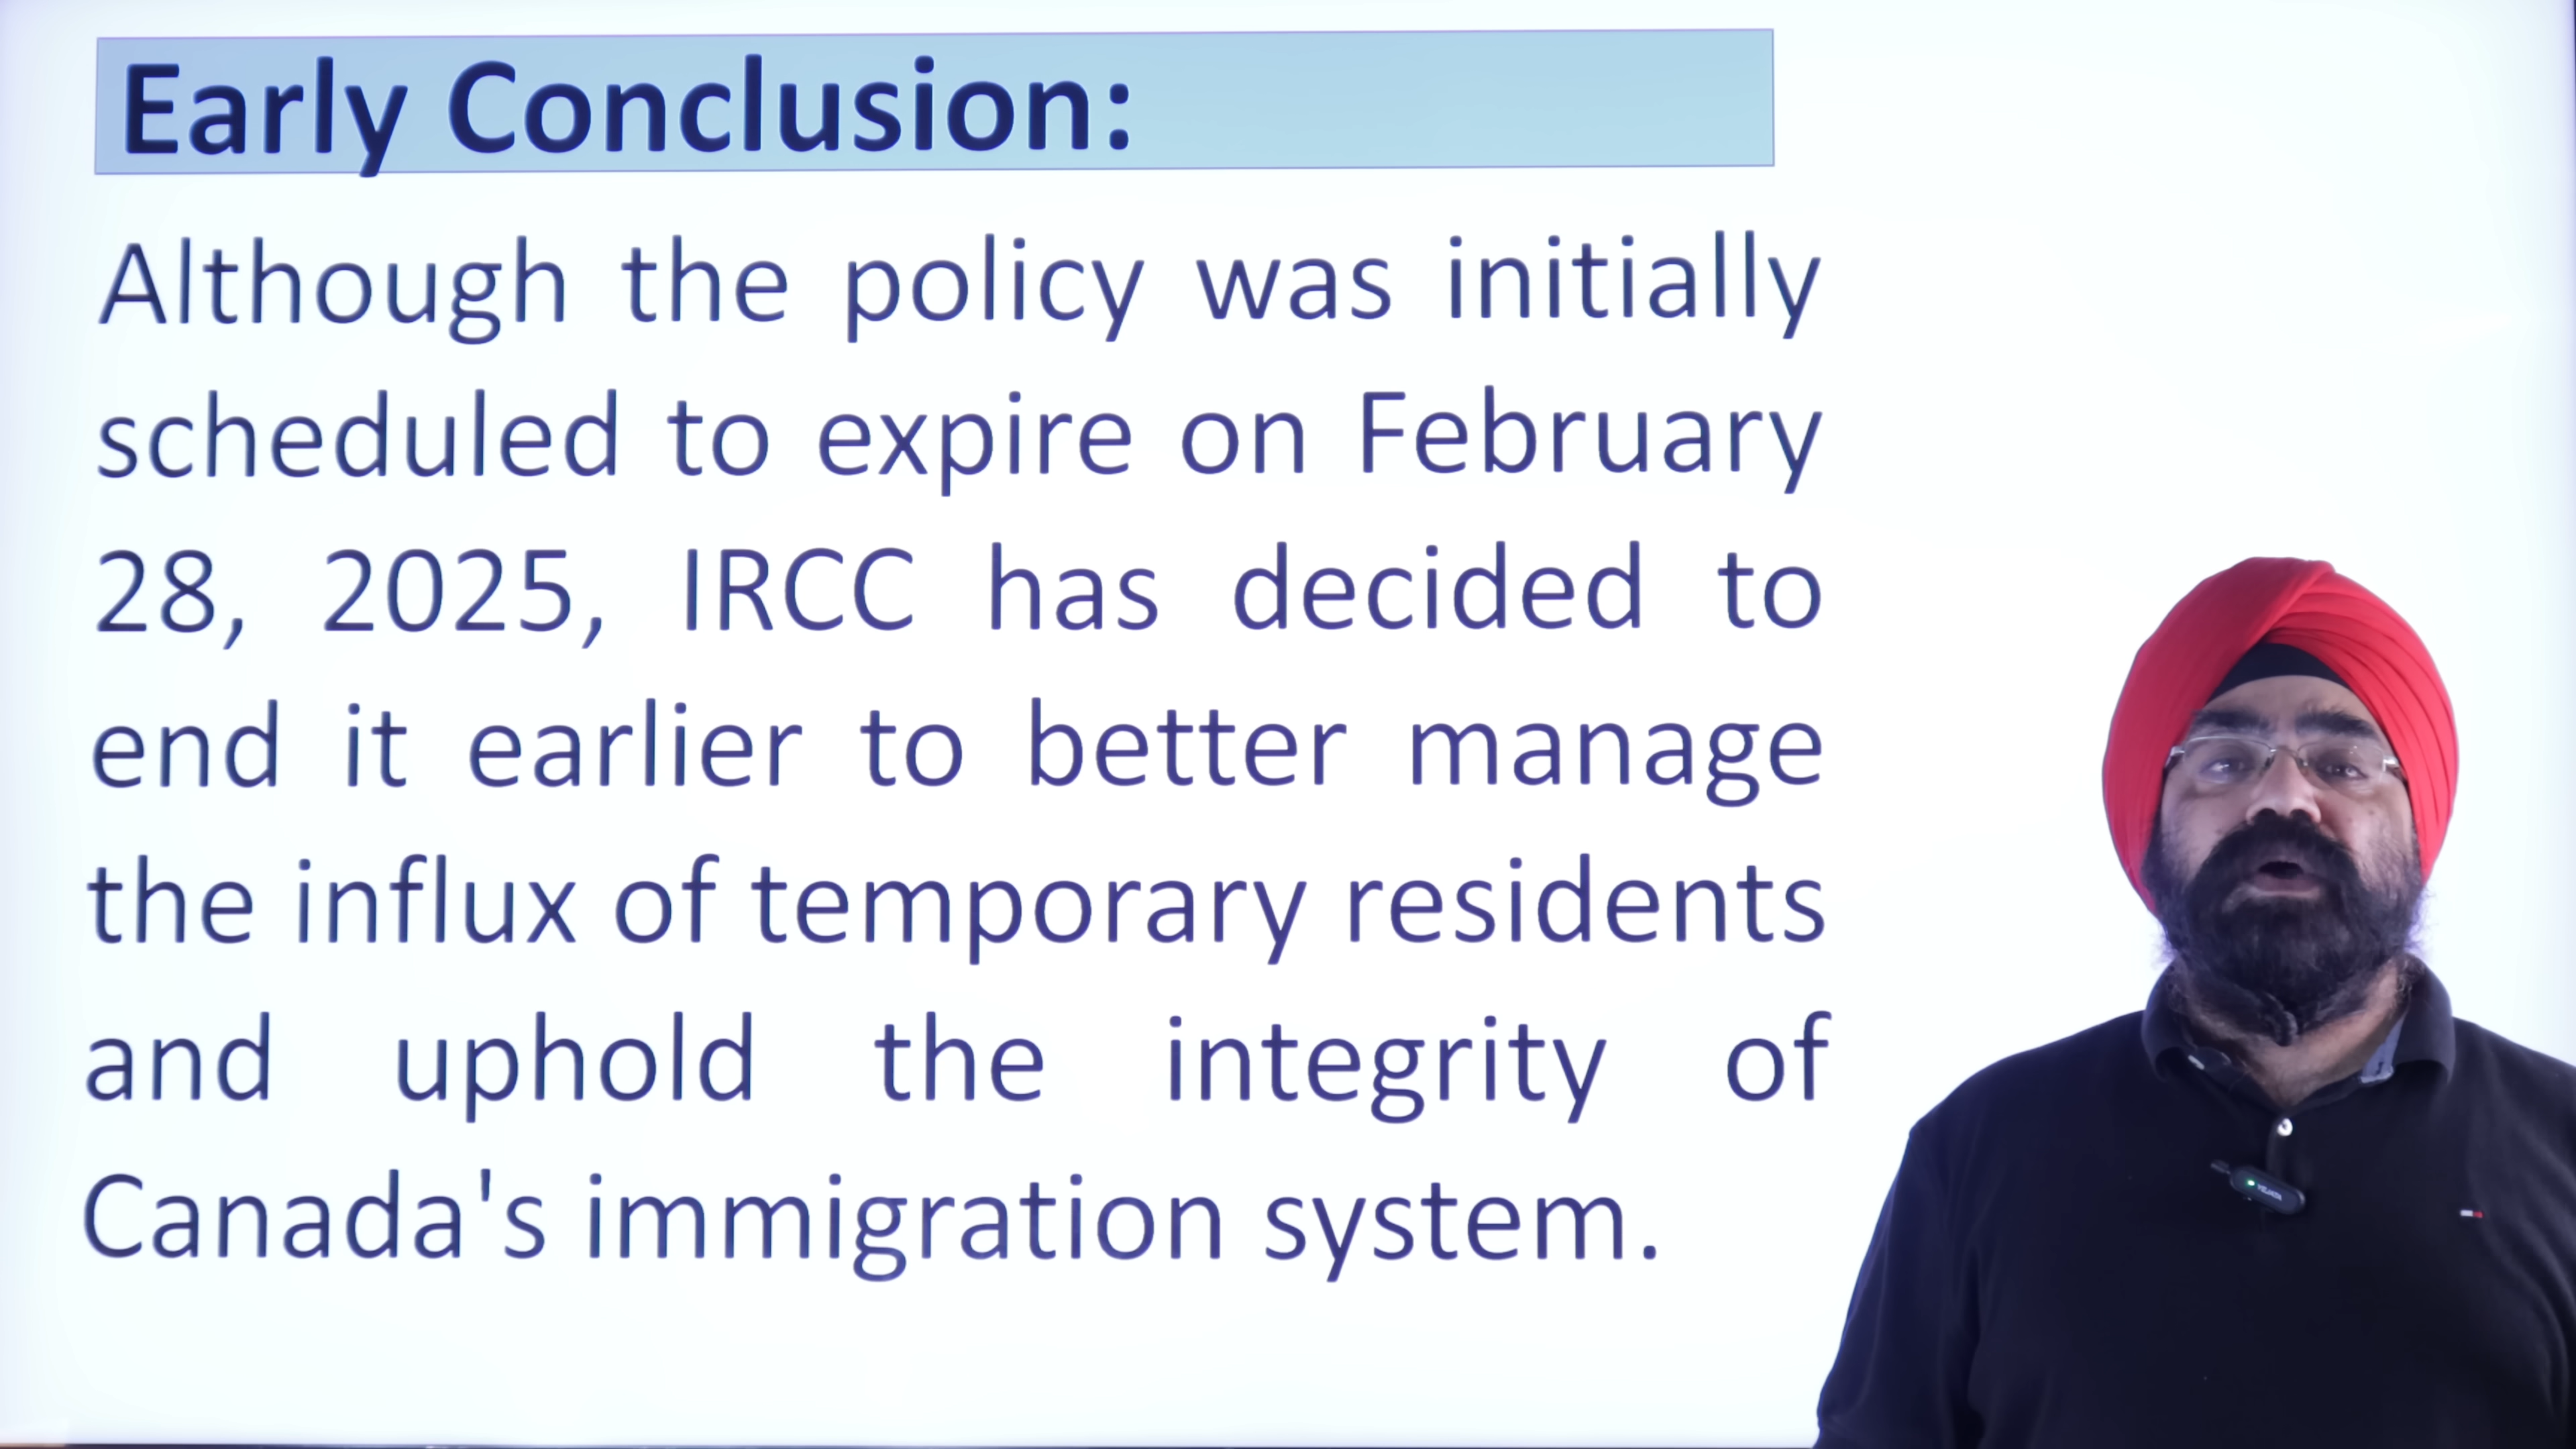 Early Conclusion:
Although the policy was initially
scheduled to expire on February
28, 2025, IRCC has decided to
end it earlier to better manage
the influx of temporary residents
and uphold the integrity of
Canada's immigration system.